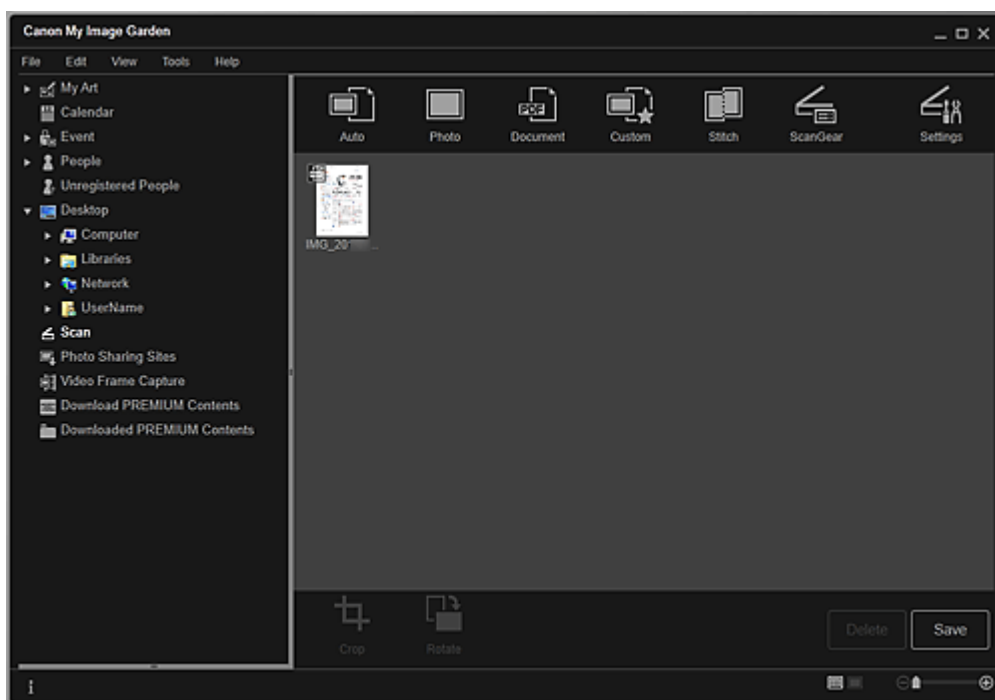 Canon My Image Garden
File Edit View Tools Help
My Art
Calendar
Event
People
Unregistered People
Desktop
Computer
Libraries
Network
UserName
Scan
Photo Sharing Sites
Video Frame Capture
Download PREMIUM Contents
Downloaded PREMIUM Contents
Auto Photo Document Custom Stitch ScanGear Settings
PDF
IMG_20 ...
Crop Rotate
Delete Save